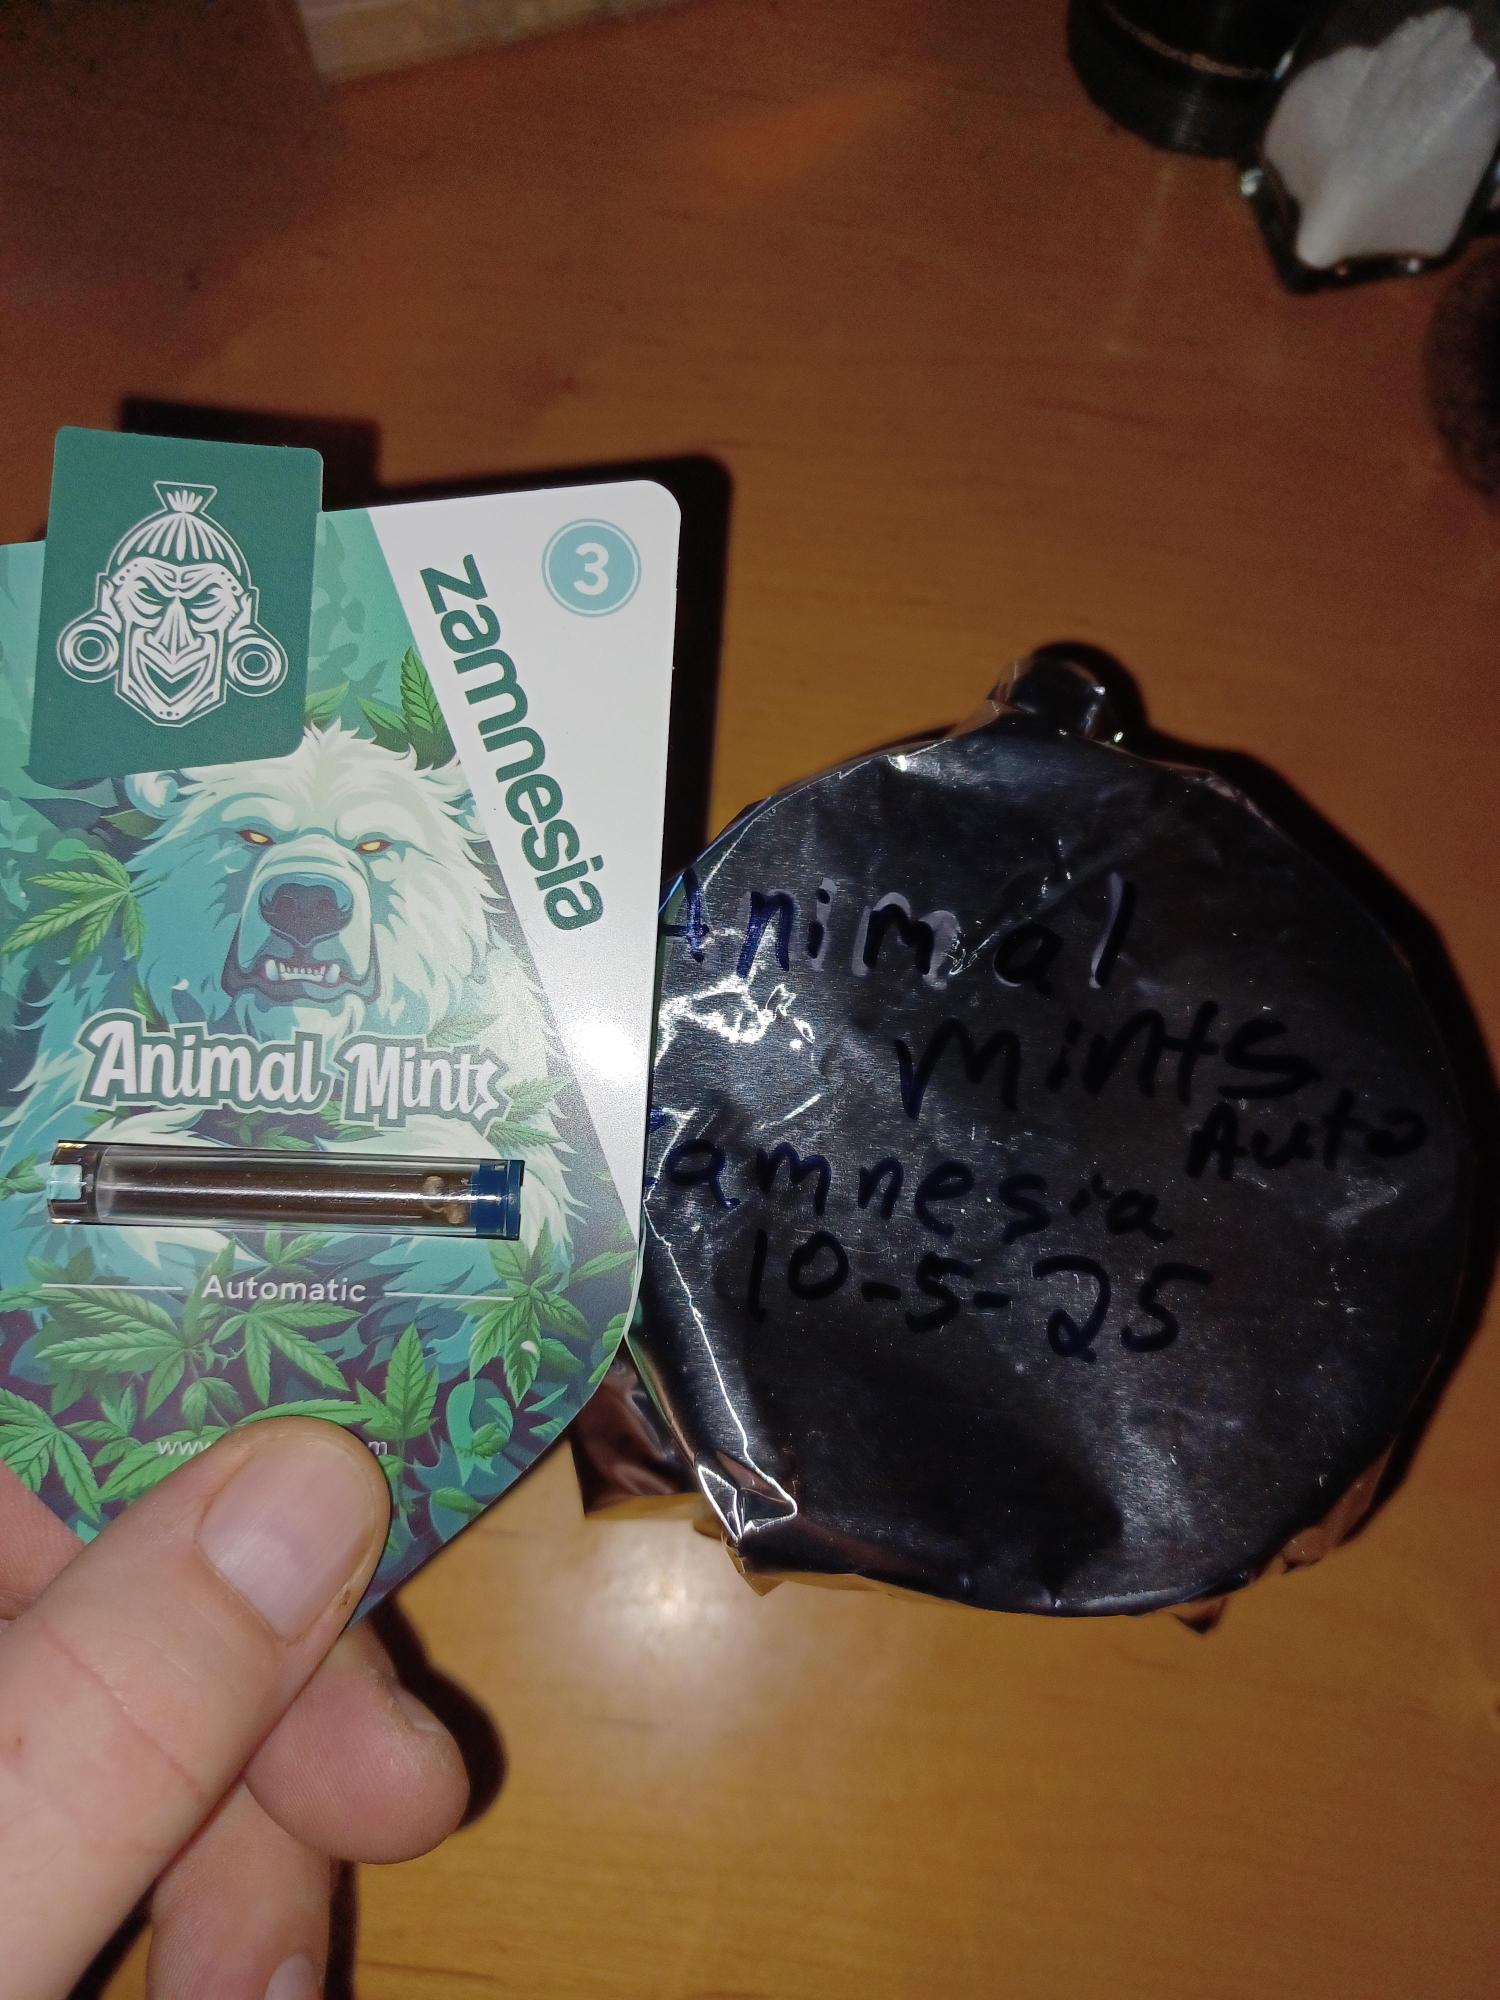 3
zamnesia
Animal Mints
Automatic
Animal
Mints
Auto
Zamnesia
10-5-25